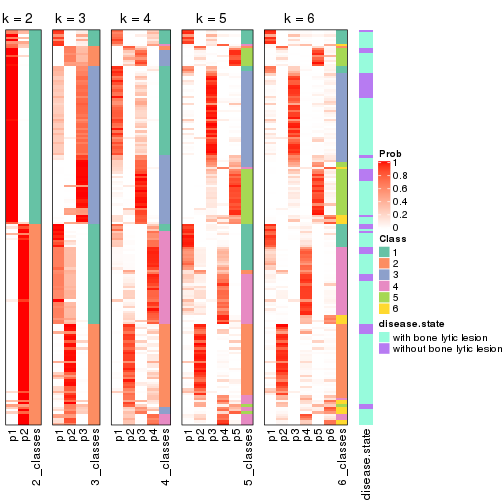 k = 2 k = 3 k = 4 k = 5 k = 6
Prob
1
0.8
0.6
0.4
0.2
0
Class
1
2
3
4
5
6
disease.state
with bone lytic lesion
without bone lytic lesion
p1 p2 2_classes p1 p2 p3 3_classes p1 p2 p3 p4 4_classes p1 p2 p3 p4 p5 5_classes p1 p2 p3 p4 p5 p6 6_classes disease.state